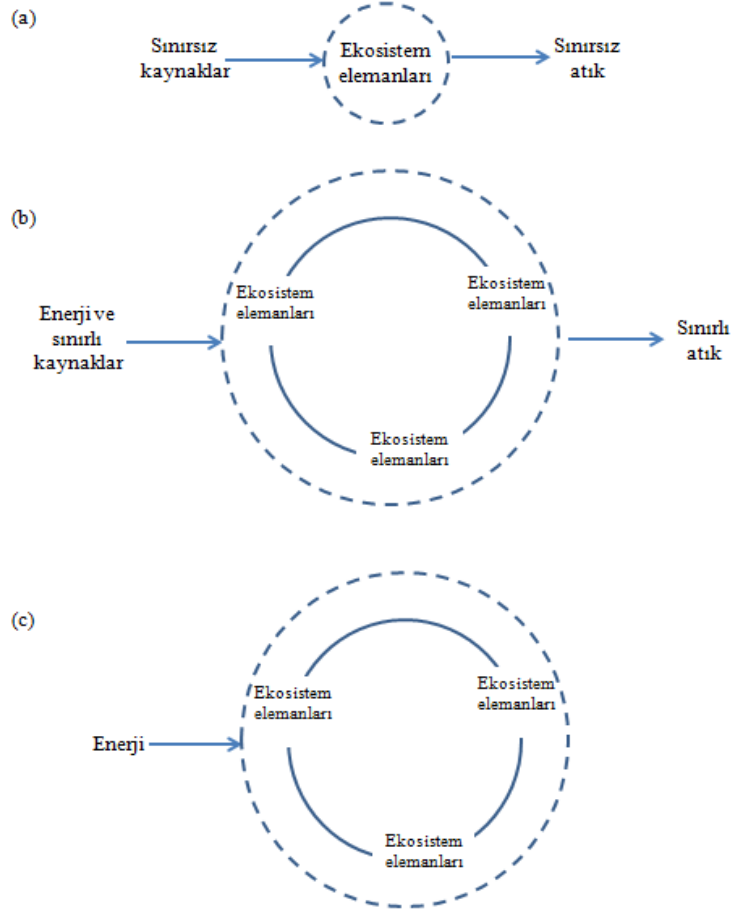 (a)
Sınırsız
kaynaklar
Ekosistem
elemanları
Sınırsız
atık
(b)
Enerji ve
sınırlı
kaynaklar
Ekosistem
elemanları
Ekosistem
elemanları
Ekosistem
elemanları
Sınırlı
atık
(c)
Enerji
Ekosistem
elemanları
Ekosistem
elemanları
Ekosistem
elemanları